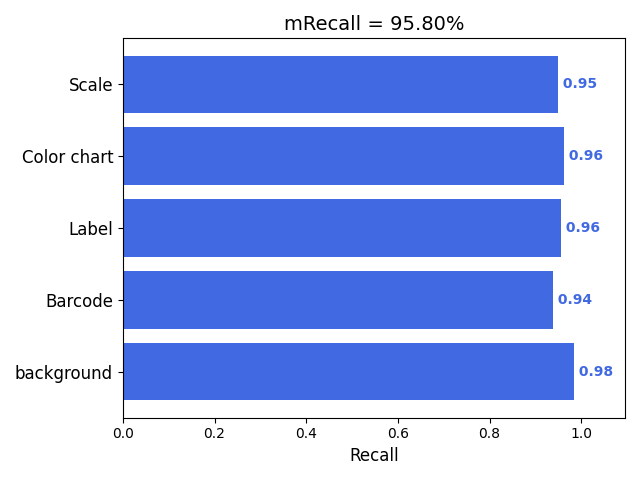 mRecall = 95.80%
Scale 0.95
Color chart 0.96
Label 0.96
Barcode 0.94
background 0.98
0.0 0.2 0.4 0.6 0.8 1.0
Recall